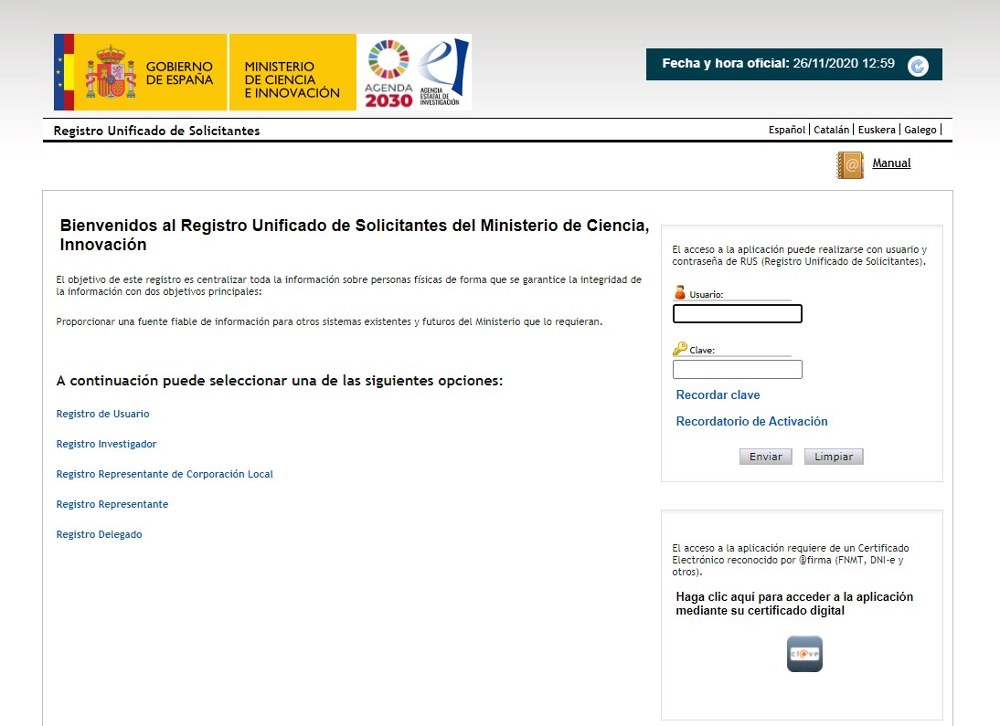 GOBIERNO
DE ESPAÑA
MINISTERIO
DE CIENCIA
E INNOVACIÓN
AGENDA
2030
AGENCIA
ESTATAL DE
INVESTIGACIÓN
Fecha y hora oficial: 26/11/2020 12:59
Registro Unificado de Solicitantes
Español | Catalán | Euskera | Galego |
@
Manual
Bienvenidos al Registro Unificado de Solicitantes del Ministerio de Ciencia,
Innovación
El objetivo de este registro es centralizar toda la información sobre personas físicas de forma que se garantice la integridad de
la información con dos objetivos principales:
Proporcionar una fuente fiable de información para otros sistemas existentes y futuros del Ministerio que lo requieran.
A continuación puede seleccionar una de las siguientes opciones:
Registro de Usuario
Registro Investigador
Registro Representante de Corporación Local
Registro Representante
Registro Delegado
El acceso a la aplicación puede realizarse con usuario y
contraseña de RUS (Registro Unificado de Solicitantes).
Usuario:
Clave:
Recordar clave
Recordatorio de Activación
Enviar
Limpiar
El acceso a la aplicación requiere de un Certificado
Electrónico reconocido por @firma (FNMT, DNI-e y
otros).
Haga clic aquí para acceder a la aplicación
mediante su certificado digital
cl@ve